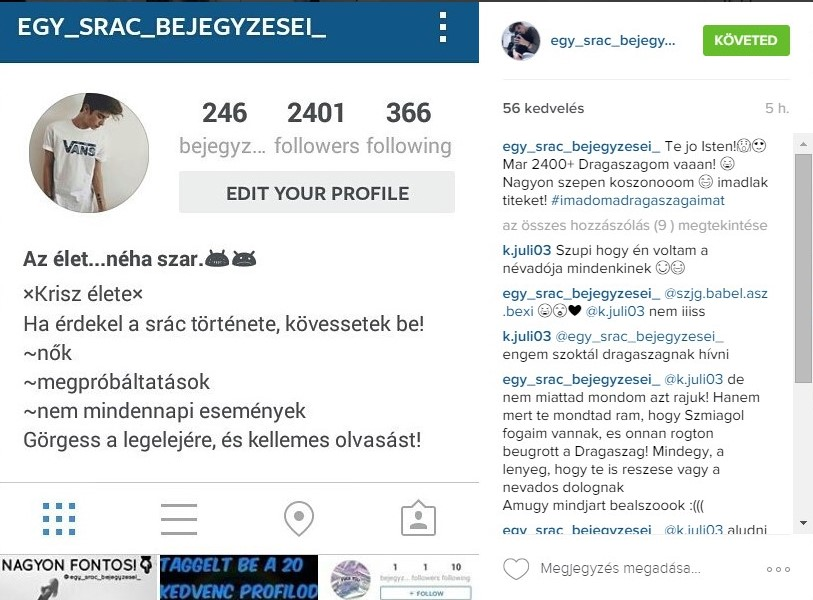 EGY_SRAC_BEJEGYZESEI_
246 2401 366
bejegyz... followers following
EDIT YOUR PROFILE
VANS
Az élet...néha szar.
×Krisz élete×
Ha érdekel a srác története, kövessetek be!
~nők
~megpróbáltatások
~nem mindennapi események
Görgess a legelejére, és kellemes olvasást!
NAGYON FONTOS!
@egy_srac_bejegyzesei_
TAGGELT BE A 20
KEDVENC PROFILOD
1 1 10
bejegyz... followers following
+ FOLLOW
egy_srac_bejegy...
KÖVETED
56 kedvelés
5 h.
egy_srac_bejegyzesei_ Te jo Isten!
Mar 2400+ Dragaszagom vaaan!
Nagyon szepen koszonooom imadlak
titeket! #imadomadragaszagaimat
az összes hozzászólás (9 ) megtekintése
k.juli03 Szupi hogy én voltam a
névadója mindenkinek
egy_srac_bejegyzesei_ @szjg.babel.asz
.bexi @k.juli03 nem iiiss
k.juli03 @egy_srac_bejegyzesei_
engem szoktál dragaszagnak hívni
egy_srac_bejegyzesei_ @k.juli03 de
nem miattad mondom azt rajuk! Hanem
mert te mondtad ram, hogy Szmiagol
fogaim vannak, es onnan rogton
beugrott a Dragaszag! Mindegy, a
lenyeg, hogy te is reszese vagy a
nevados dolognak
Amugy mindjart bealszoook :(((
egy_srac_bejegyzesei_ @k.juli03 aludni
Megjegyzés megadása...